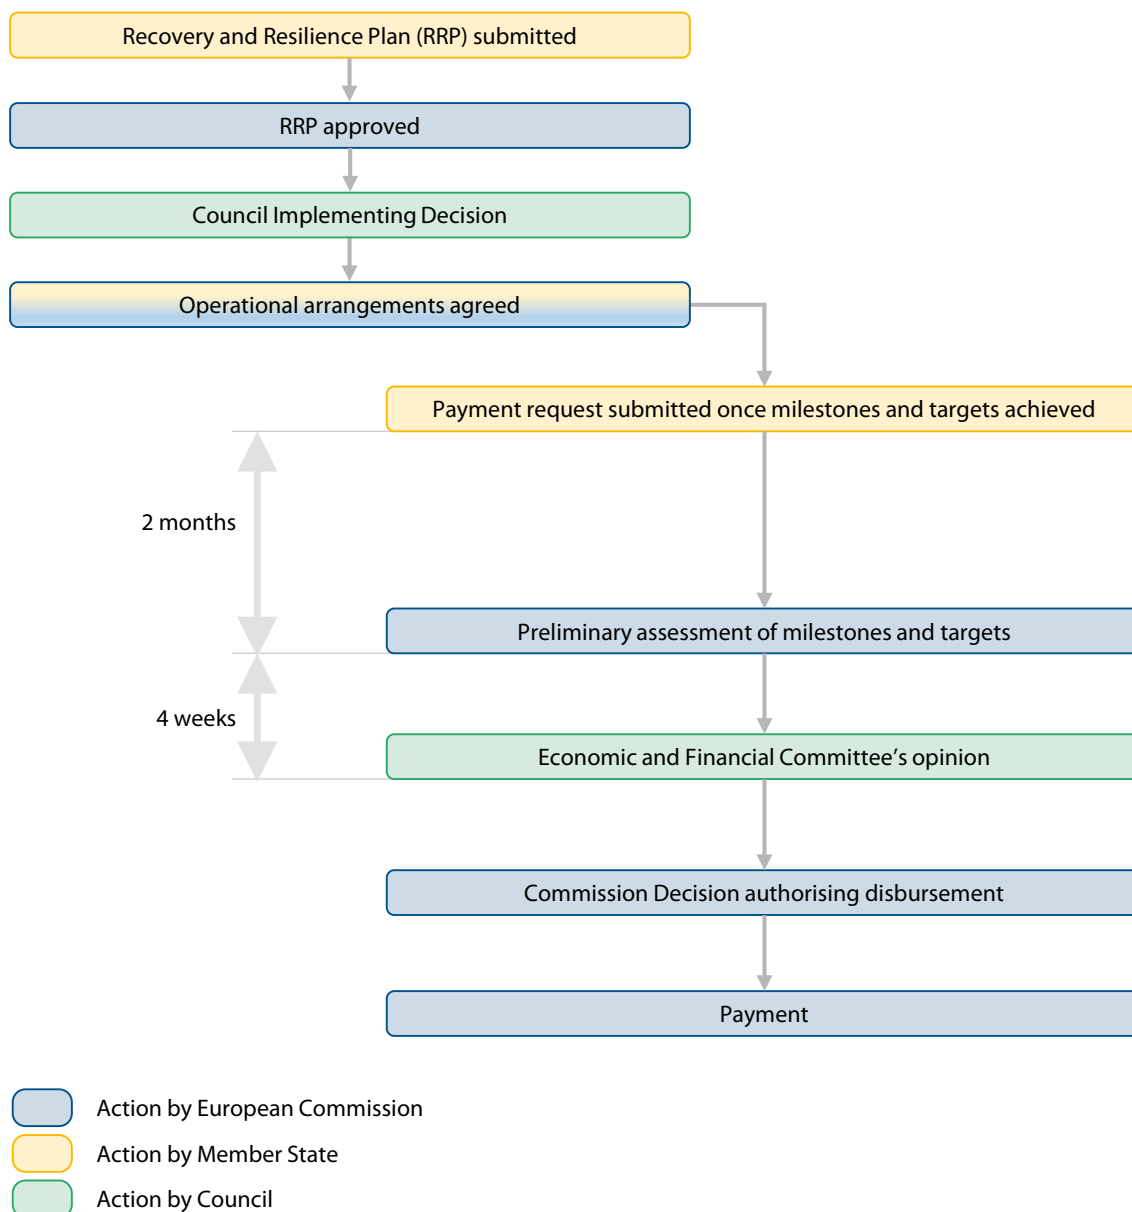 Recovery and Resilience Plan (RRP) submitted
RRP approved
Council Implementing Decision
Operational arrangements agreed
Payment request submitted once milestones and targets achieved
2 months
Preliminary assessment of milestones and targets
4 weeks
Economic and Financial Committee’s opinion
Commission Decision authorising disbursement
Payment
Action by European Commission
Action by Member State
Action by Council